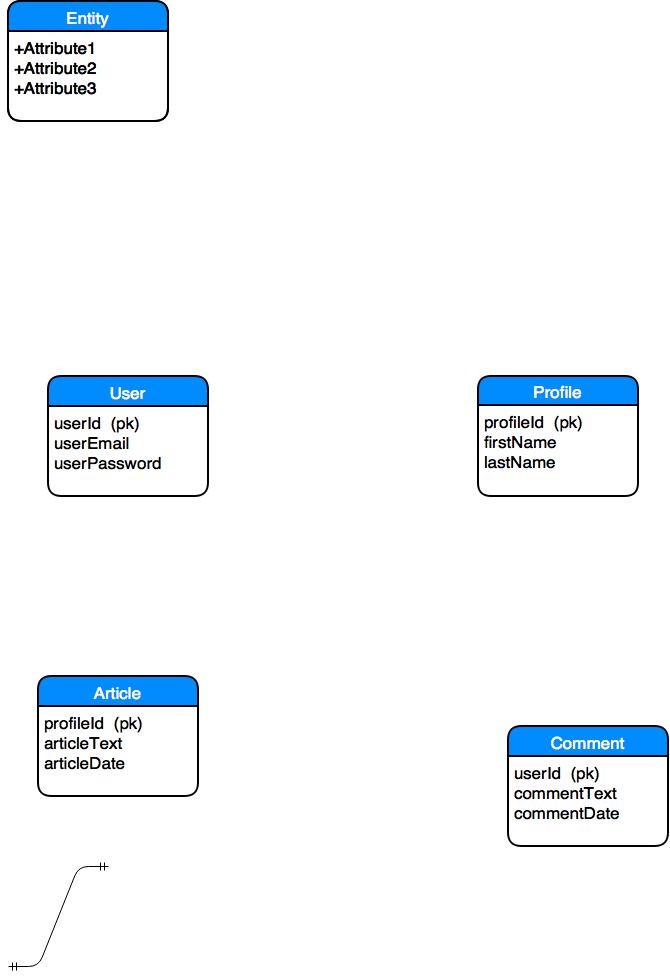 Entity
+Attribute1
+Attribute2
+Attribute3
User
userId (pk)
userEmail
userPassword
Profile
profileId (pk)
firstName
lastName
Article
profileId (pk)
articleText
articleDate
Comment
userId (pk)
commentText
commentDate